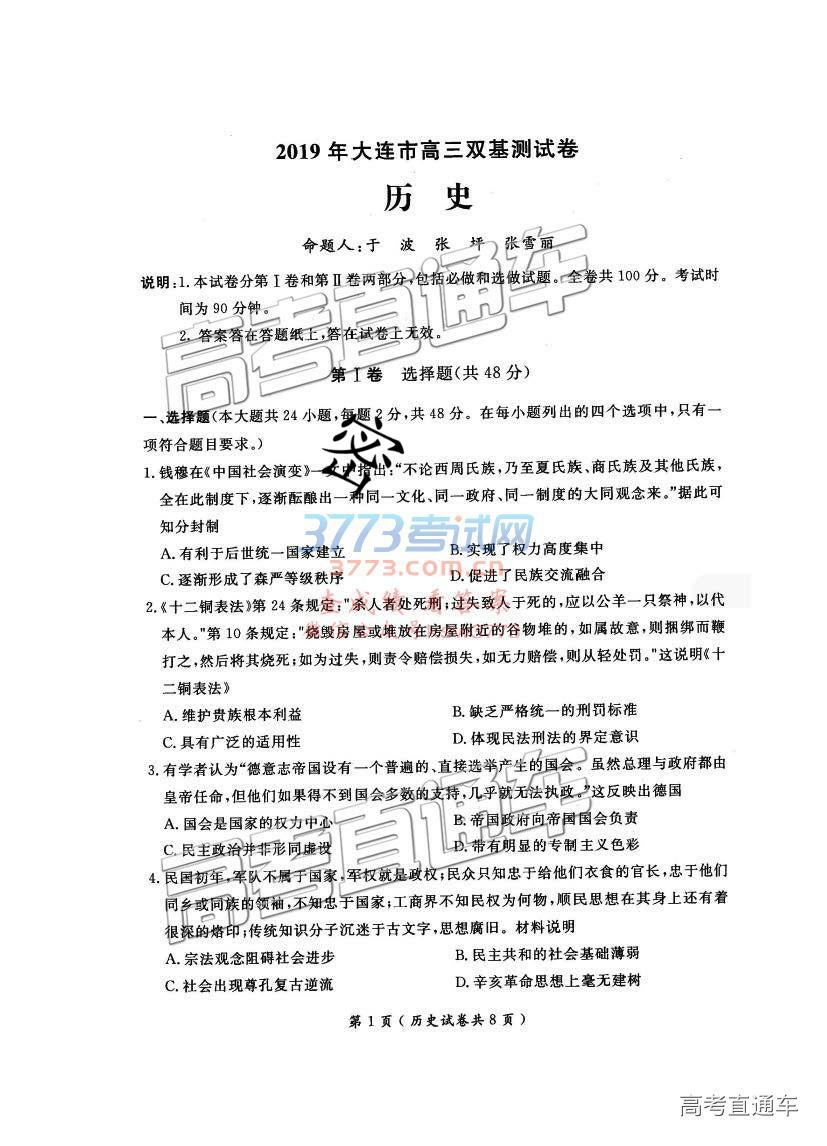 2019 年大连市高三双基测试卷
历 史
命题人:于 波 张 坪 张雪丽
说明:1.本试卷分第Ⅰ卷和第Ⅱ卷两部分,包括必做和选做试题。全卷共 100 分。考试时
间为 90 分钟。
2. 答案答在答题纸上,答在试卷上无效。
第Ⅰ卷 选择题(共 48 分)
一、选择题(本大题共 24 小题,每题 2 分,共 48 分。在每小题列出的四个选项中,只有一
项符合题目要求。)
1.钱穆在《中国社会演变》一文中指出:"不论西周氏族,乃至夏氏族、商氏族及其他氏族,
全在此制度下,逐渐酝酿出一种同一文化、同一政府、同一制度的大同观念来。"据此可
知分封制
A.有利于后世统一国家建立 B.实现了权力高度集中
C.逐渐形成了森严等级秩序 D.促进了民族交流融合
2.《十二铜表法》第 24 条规定:"杀人者处死刑;过失致人于死的,应以公羊一只祭神,以代
本人。"第 10 条规定:"烧毁房屋或堆放在房屋附近的谷物堆的,如属故意,则捆绑而鞭
打之,然后将其烧死;如为过失,则责令赔偿损失,如无力赔偿,则从轻处罚。"这说明《十
二铜表法》
A.维护贵族根本利益 B.缺乏严格统一的刑罚标准
C.具有广泛的适用性 D.体现民法刑法的界定意识
3.有学者认为"德意志帝国设有一个普遍的、直接选举产生的国会。虽然总理与政府都由
皇帝任命,但他们如果得不到国会多数的支持,几乎就无法执政。"这反映出德国
A.国会是国家的权力中心 B.帝国政府向帝国国会负责
C.民主政治并非形同虚设 D.带有明显的专制主义色彩
4.民国初年,军队不属于国家,军权就是政权;民众只知忠于给他们衣食的官长,忠于他们
同乡或同族的领袖,不知忠于国家;工商界不知民权为何物,顺民思想在其身上还有着
很深的烙印;传统知识分子沉迷于古文字,思想腐旧。材料说明
A.宗法观念阻碍社会进步 B.民主共和的社会基础薄弱
C.社会出现尊孔复古逆流 D.辛亥革命思想上毫无建树
第 1 页 ( 历史试卷共 8 页 )
密
高考直通车
高考直通车
3773考试网
3773.com.cn
查成绩 看答案
高考直通车